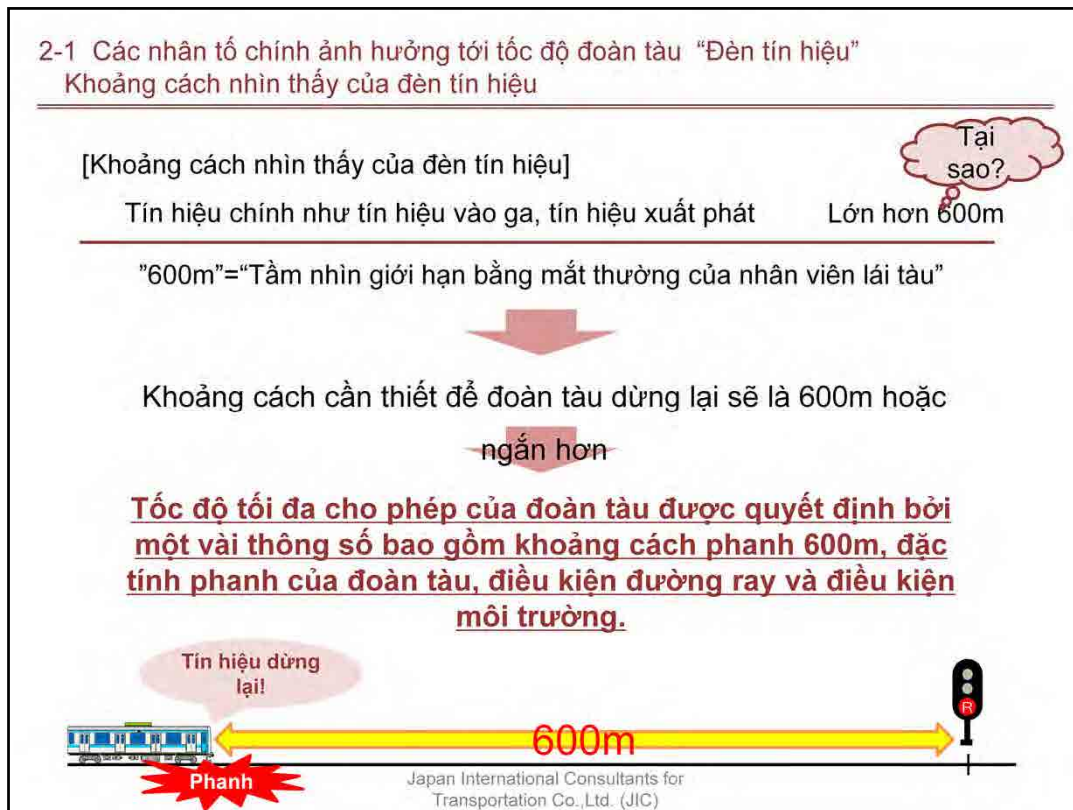 2-1 Các nhân tố chính ảnh hưởng tới tốc độ đoàn tàu “Đèn tín hiệu”
Khoảng cách nhìn thấy của đèn tín hiệu
Tại
sao?
[Khoảng cách nhìn thấy của đèn tín hiệu]
Tín hiệu chính như tín hiệu vào ga, tín hiệu xuất phát Lớn hơn 600m
”600m”=“Tầm nhìn giới hạn bằng mắt thường của nhân viên lái tàu”
Khoảng cách cần thiết để đoàn tàu dừng lại sẽ là 600m hoặc
ngắn hơn
Tốc độ tối đa cho phép của đoàn tàu được quyết định bởi
một vài thông số bao gồm khoảng cách phanh 600m, đặc
tính phanh của đoàn tàu, điều kiện đường ray và điều kiện
môi trường.
Tín hiệu dừng
lại!
R
600m
Phanh
Japan International Consultants for
Transportation Co.,Ltd. (JIC)